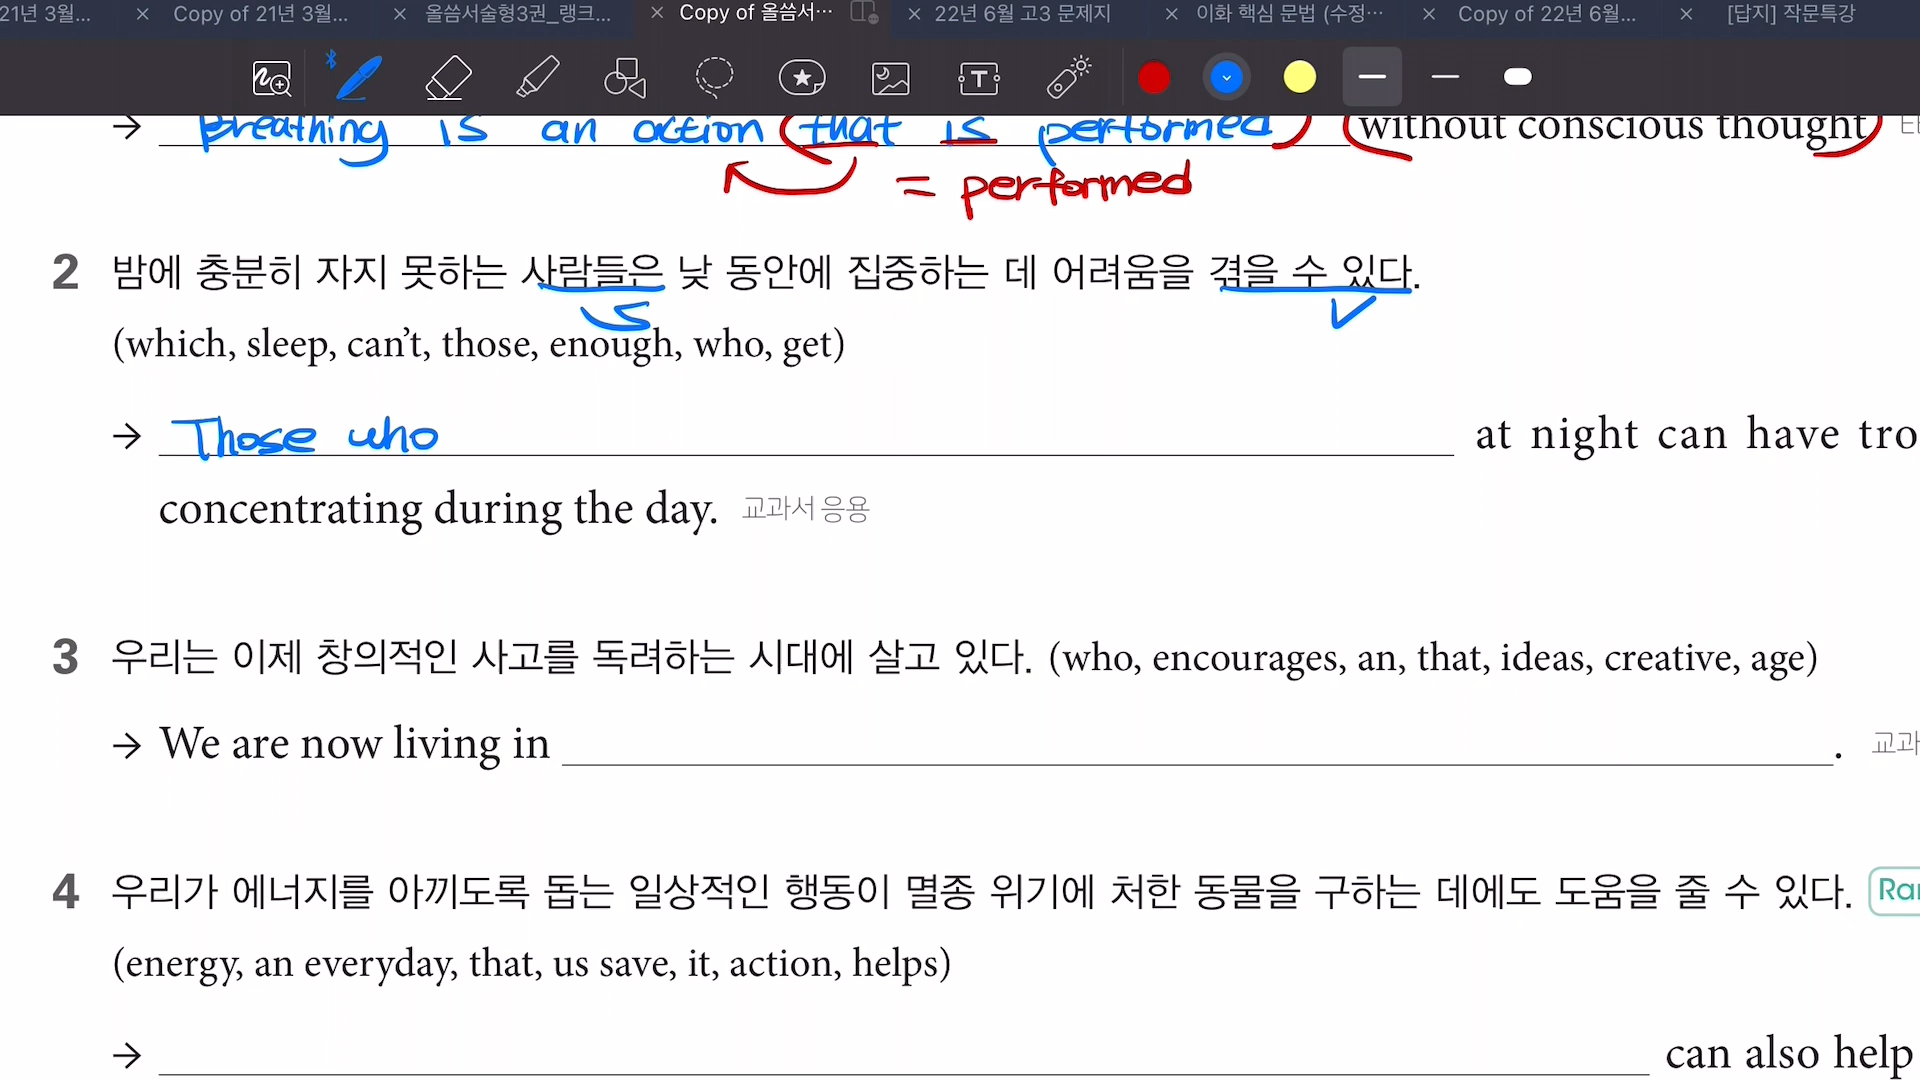 21년 3월... × Copy of 21년 3월... × 올씀서술형3권_랭크... × Copy of 올씀서... × 22년 6월 고3 문제지 × 이화 핵심 문법 (수정... × Copy of 22년 6월... × [답지] 작문특강
→ Breathing is an action (that is performed) (without conscious thought)
= performed
2 밤에 충분히 자지 못하는 사람들은 낮 동안에 집중하는 데 어려움을 겪을 수 있다.
S V
(which, sleep, can't, those, enough, who, get)
→ Those who at night can have tro
concentrating during the day. 교과서 응용
3 우리는 이제 창의적인 사고를 독려하는 시대에 살고 있다. (who, encourages, an, that, ideas, creative, age)
→ We are now living in . 교과
4 우리가 에너지를 아끼도록 돕는 일상적인 행동이 멸종 위기에 처한 동물을 구하는 데에도 도움을 줄 수 있다. Ran
(energy, an everyday, that, us save, it, action, helps)
→ can also help